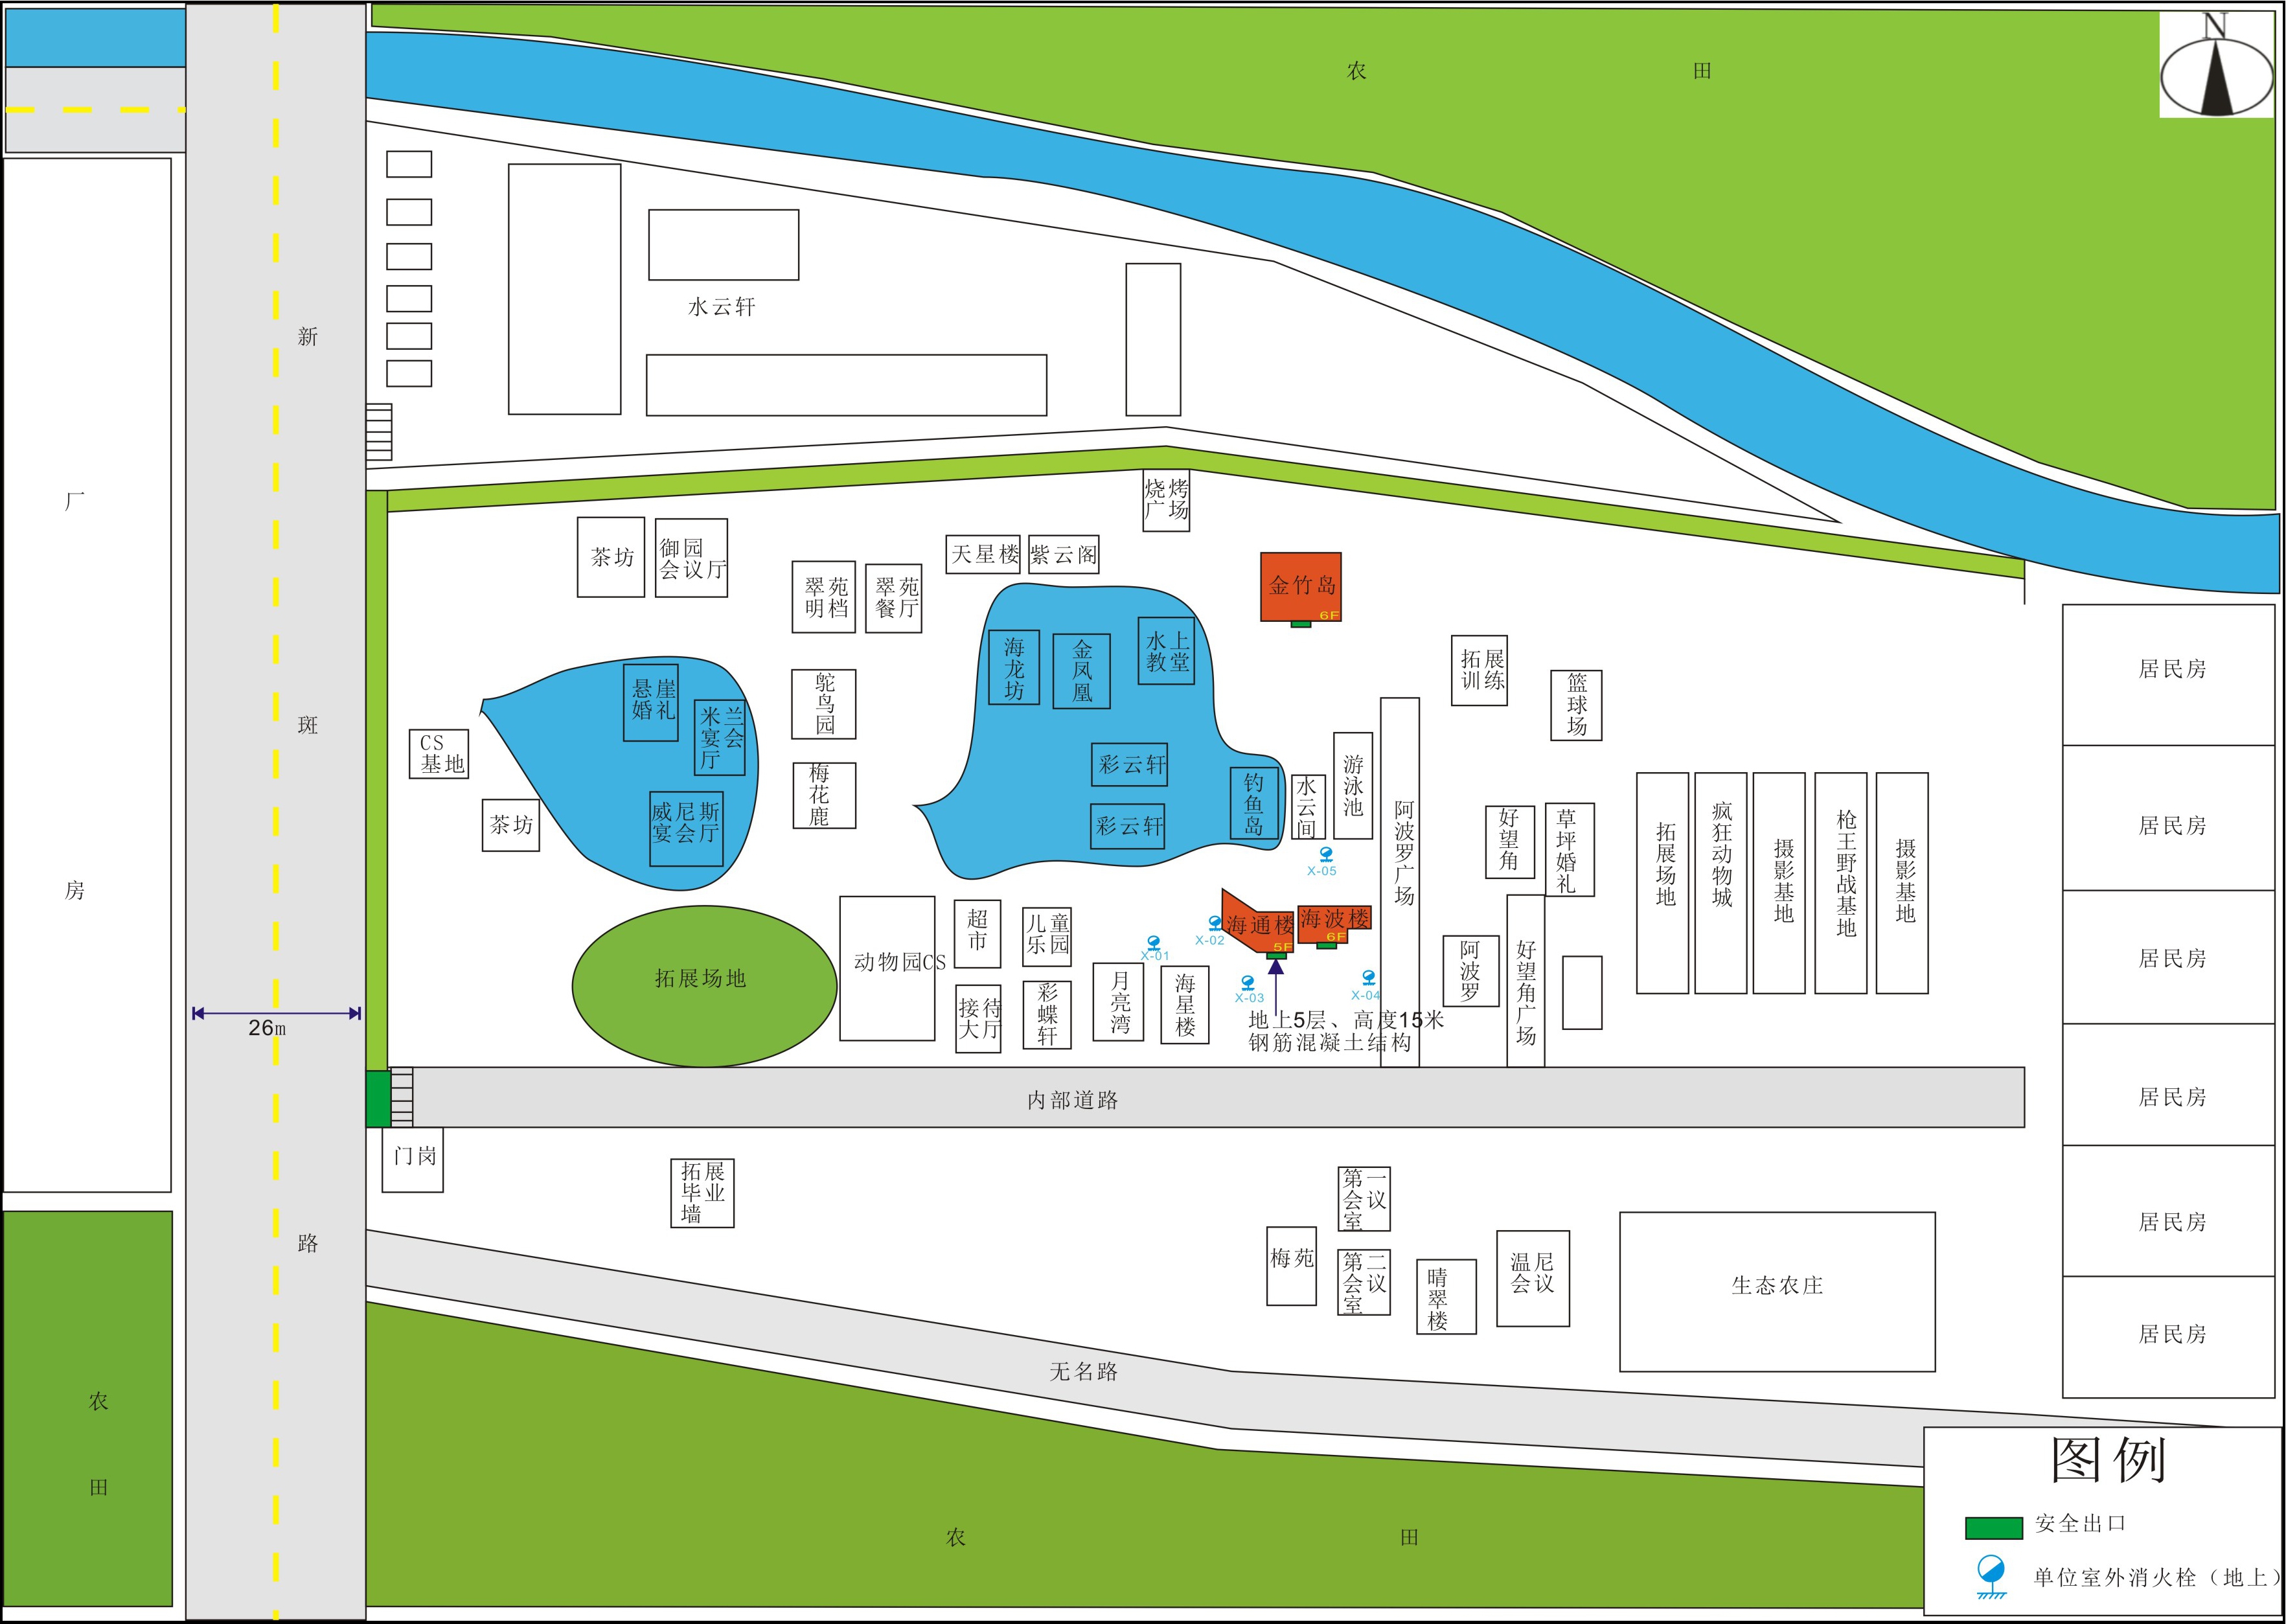 N
农 田
水云轩
新
斑
路
26m
厂
房
农
田
烧烤
广场
茶坊
御园
会议厅
翠苑
明档
翠苑
餐厅
天星楼
紫云阁
金竹岛
6F
海龙坊
金凤凰
水上
教堂
拓展
训练
篮球场
悬崖
婚礼
米兰
宴会
厅
鸵鸟园
CS
基地
茶坊
威尼斯
宴会厅
梅花鹿
彩云轩
彩云轩
钓鱼岛
水云间
游泳池
阿波罗广场
好望角
草坪婚礼
拓展场地
疯狂动物城
摄影基地
枪王野战基地
摄影基地
X-05
海通楼
5F
海波楼
6F
X-02
X-01
X-03
X-04
拓展场地
动物园CS
超市
儿童
乐园
接待
大厅
彩蝶轩
月亮湾
海星楼
阿波罗
好望角广场
地上5层、高度15米
钢筋混凝土结构
内部道路
门岗
拓展
毕业
墙
梅苑
第一
会议
室
第二
会议
室
晴翠楼
温尼
会议
生态农庄
无名路
农 田
居民房
居民房
居民房
居民房
居民房
居民房
图例
安全出口
单位室外消火栓（地上）